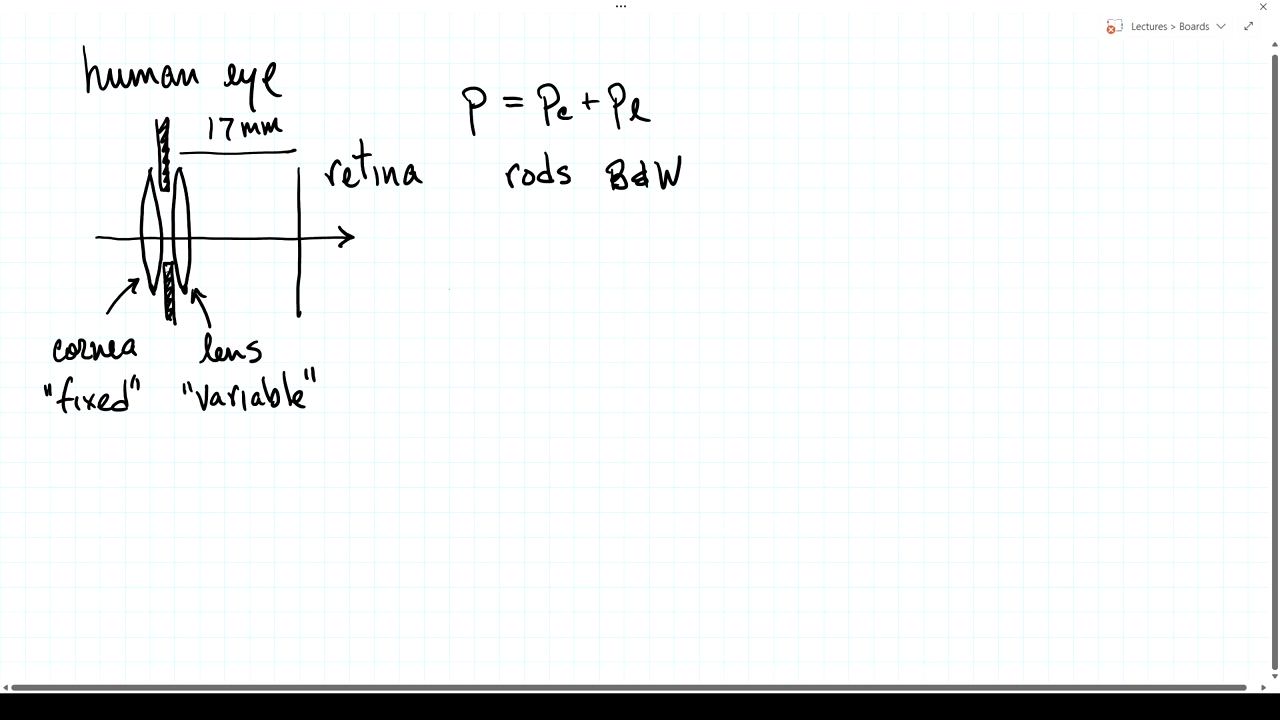 Lectures > Boards
human eye
17 mm
retina
cornea
"fixed"
lens
"variable"
P = Pc + Pl
rods B&W